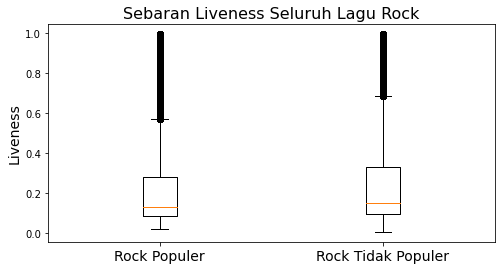 Sebaran Liveness Seluruh Lagu Rock
Liveness
1.0
0.8
0.6
0.4
0.2
0.0
Rock Populer
Rock Tidak Populer